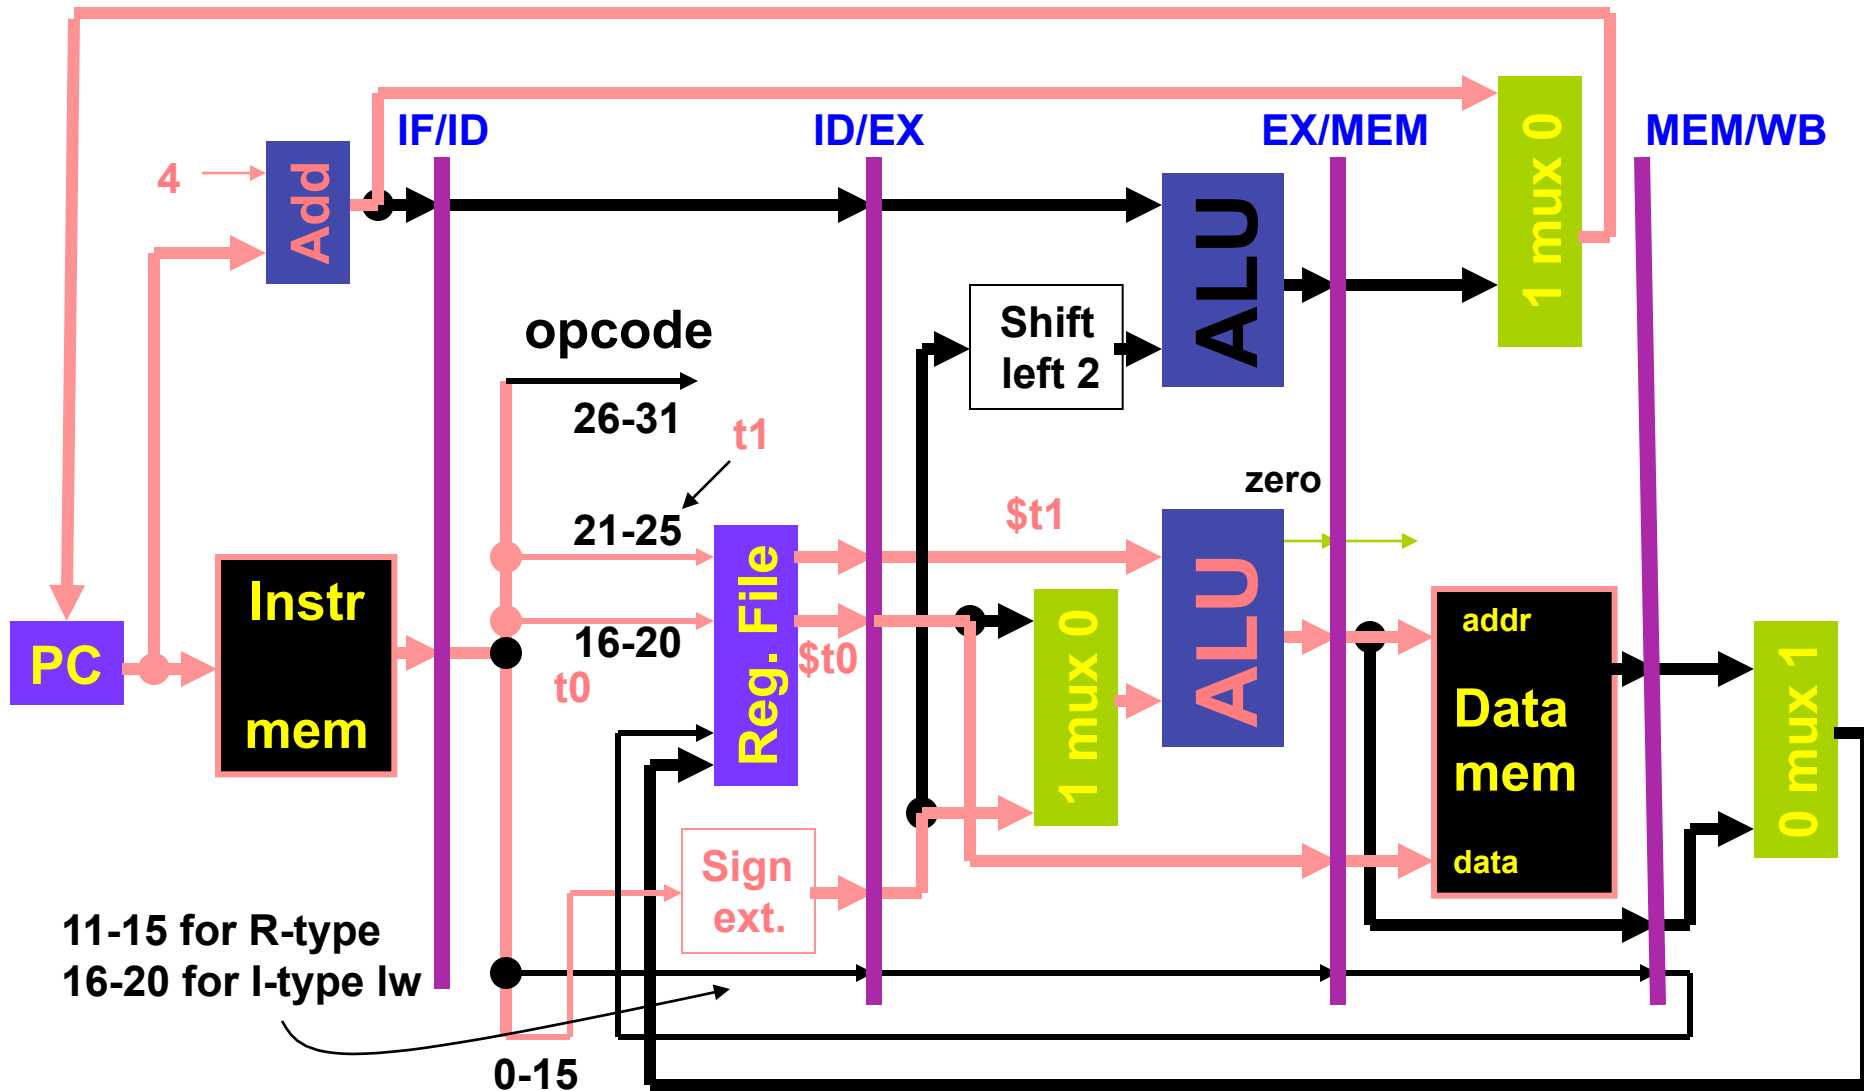 IF/ID
ID/EX
EX/MEM
MEM/WB
4
Add
1 mux 0
ALU
opcode
Shift
left 2
26-31
t1
zero
21-25
$t1
Instr
mem
PC
16-20
t0
Reg. File
$t0
1 mux 0
ALU
addr
Data
mem
data
0 mux 1
Sign
ext.
11-15 for R-type
16-20 for I-type lw
0-15